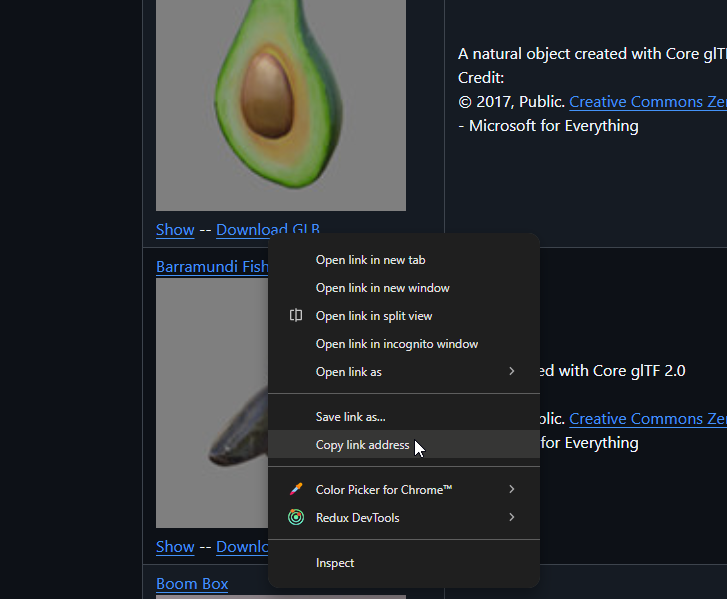 A natural object created with Core glTF
Credit:
© 2017, Public. Creative Commons Zer
- Microsoft for Everything
Show -- Download GLB
Barramundi Fish
Open link in new tab
Open link in new window
Open link in split view
Open link in incognito window
Open link as
Save link as...
Copy link address
Color Picker for Chrome™
Redux DevTools
Inspect
ed with Core glTF 2.0
blic. Creative Commons Zer
for Everything
Show -- Downlo
Boom Box